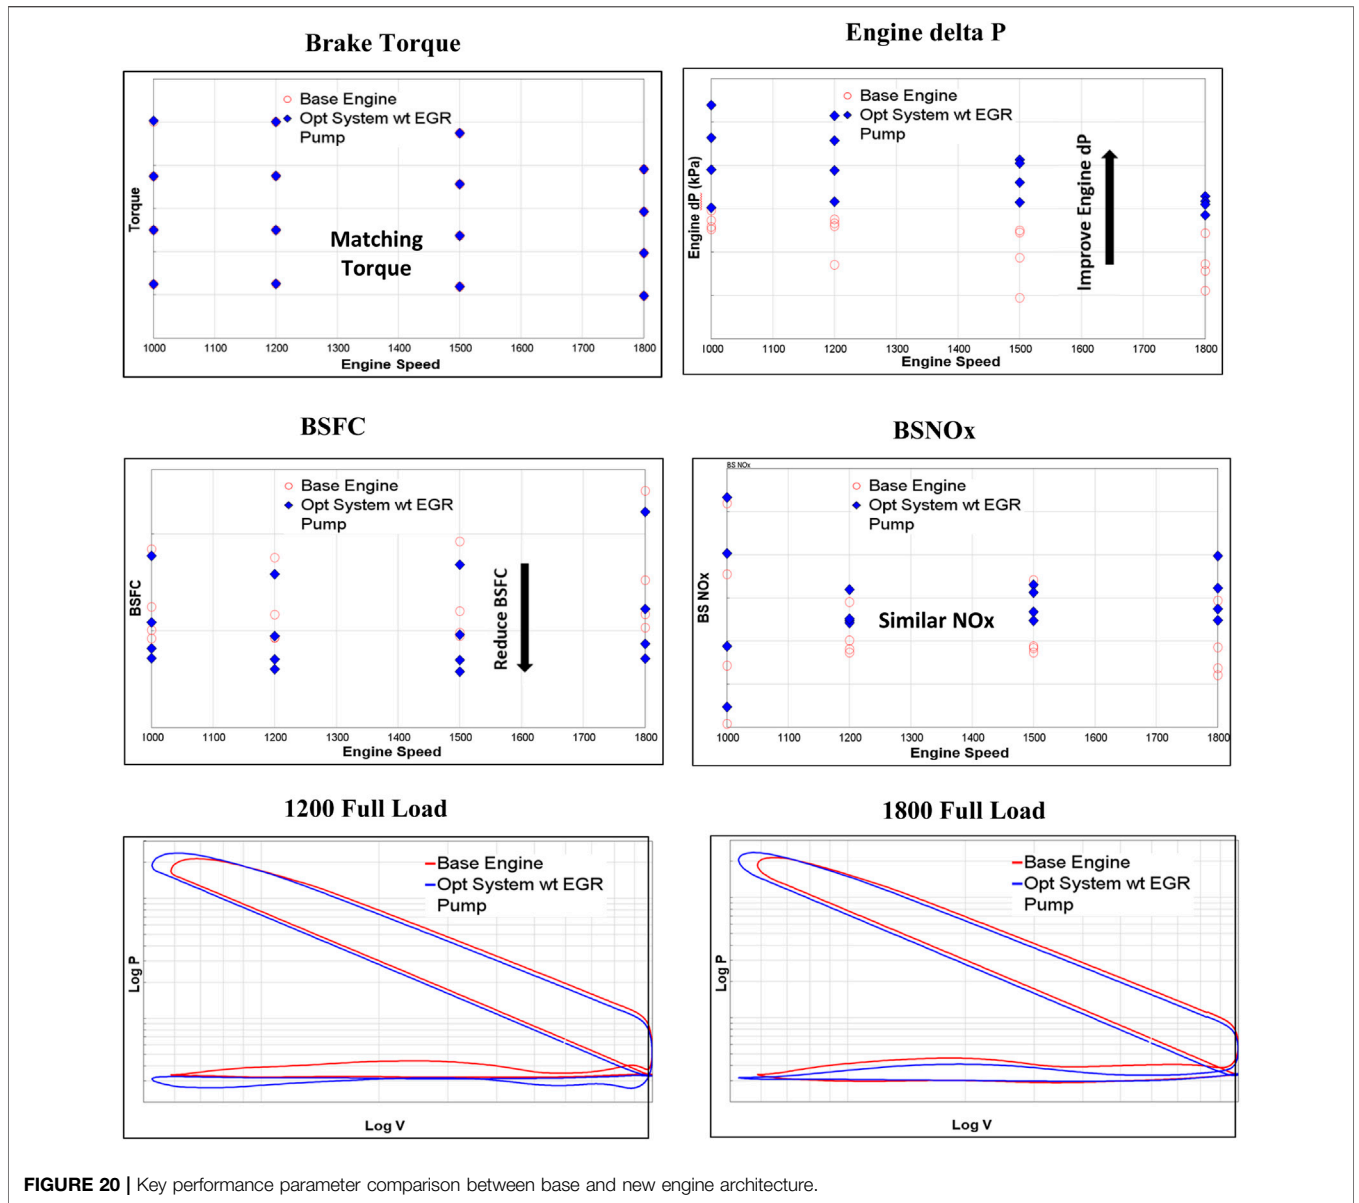 Brake Torque
Base Engine
Opt System wt EGR
Pump
Torque
Matching
Torque
1000 1100 1200 1300 1400 1500 1600 1700 1800
Engine Speed
Engine delta P
Base Engine
Opt System wt EGR
Pump
Engine dP (kPa)
Improve Engine dP
1000 1100 1200 1300 1400 1500 1600 1700 1800
Engine Speed
BSFC
Base Engine
Opt System wt EGR
Pump
BSFC
Reduce BSFC
1000 1100 1200 1300 1400 1500 1600 1700 1800
Engine Speed
BSNOx
BS NOx
Base Engine
Opt System wt EGR
Pump
BS NOx
Similar NOx
1000 1100 1200 1300 1400 1500 1600 1700 1800
Engine Speed
1200 Full Load
Base Engine
Opt System wt EGR
Pump
Log P
Log V
1800 Full Load
Base Engine
Opt System wt EGR
Pump
Log P
Log V
FIGURE 20 | Key performance parameter comparison between base and new engine architecture.